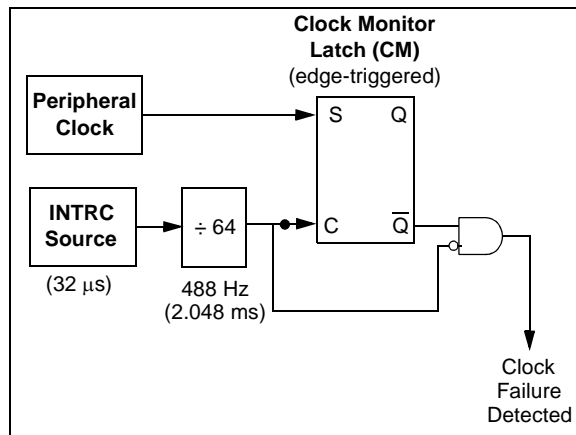 Clock Monitor
Latch (CM)
(edge-triggered)
Peripheral
Clock
S Q
INTRC
Source
÷ 64
C Q̅
(32 μs)
488 Hz
(2.048 ms)
Clock
Failure
Detected